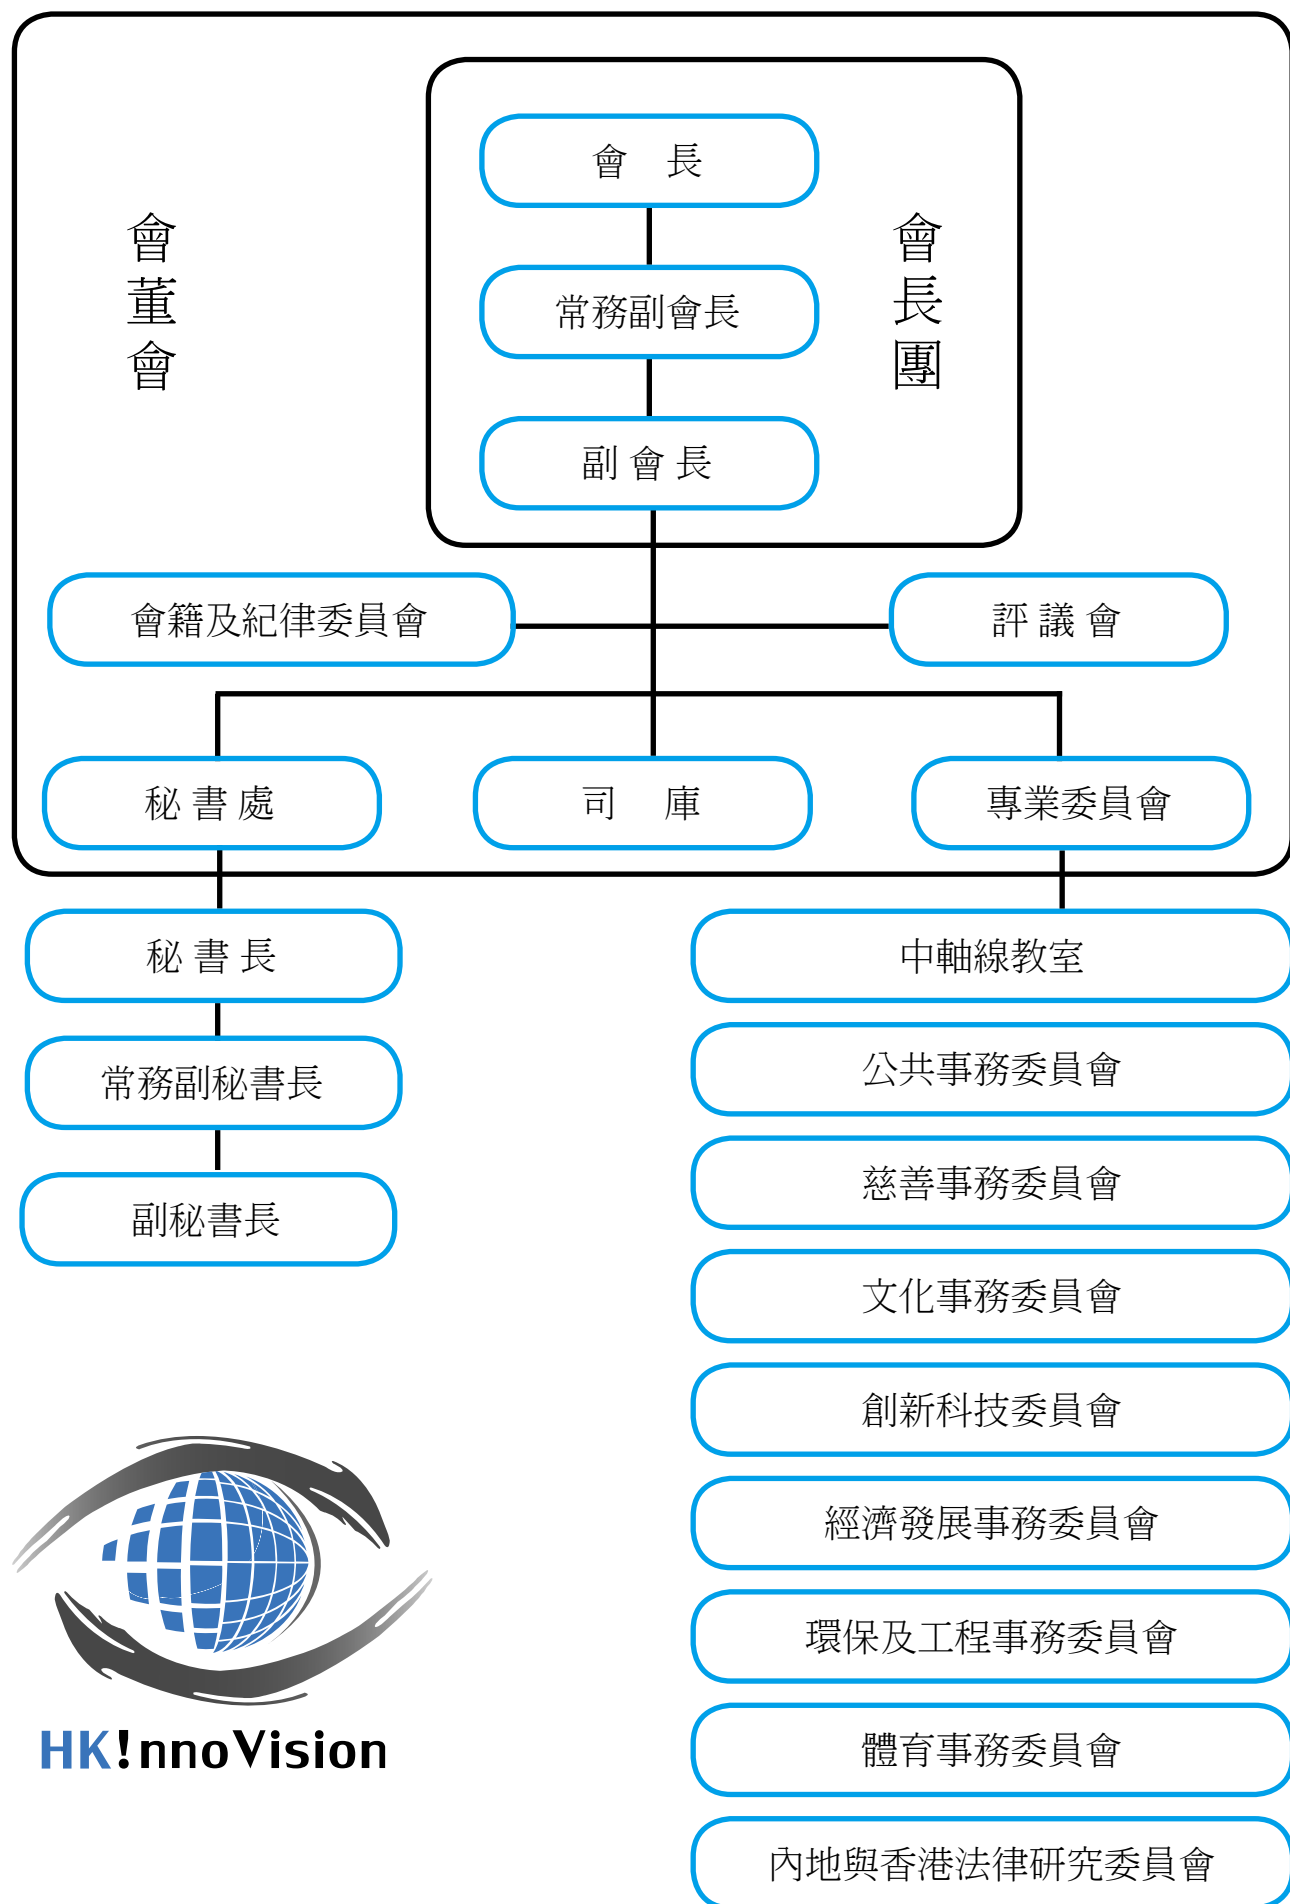 會董會
會長團
會 長
常務副會長
副會長
會籍及紀律委員會
評議會
秘書處
司 庫
專業委員會
秘書長
常務副秘書長
副秘書長
中軸線教室
公共事務委員會
慈善事務委員會
文化事務委員會
創新科技委員會
經濟發展事務委員會
環保及工程事務委員會
體育事務委員會
內地與香港法律研究委員會
HK!nnoVision